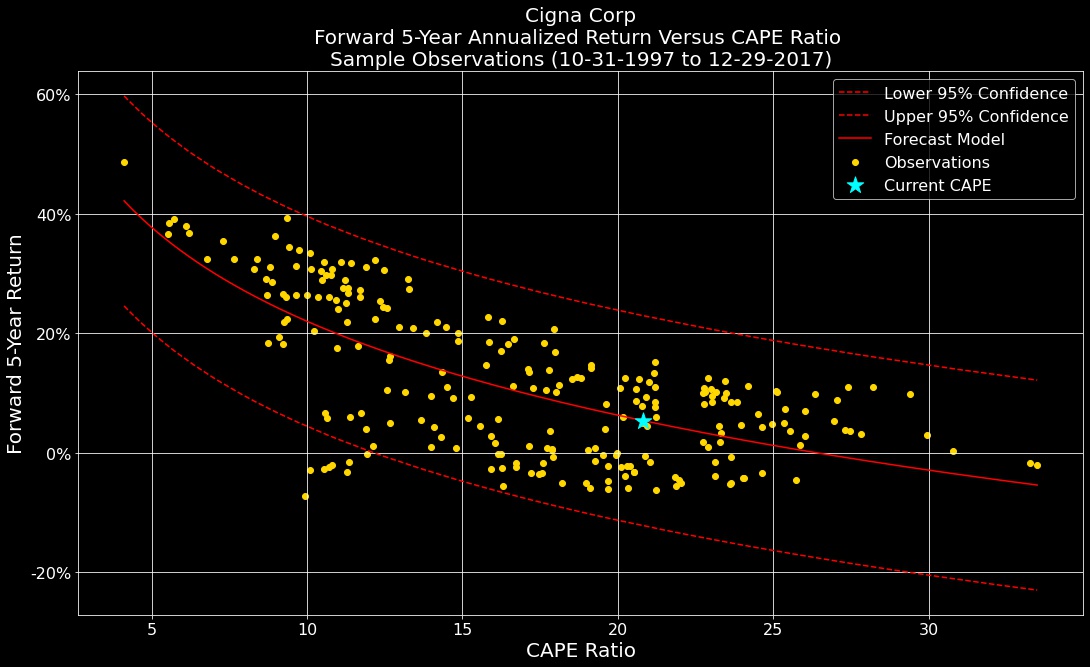 Cigna Corp
Forward 5-Year Annualized Return Versus CAPE Ratio
Sample Observations (10-31-1997 to 12-29-2017)
Lower 95% Confidence
Upper 95% Confidence
Forecast Model
Observations
Current CAPE
Forward 5-Year Return
60%
40%
20%
0%
-20%
5 10 15 20 25 30
CAPE Ratio